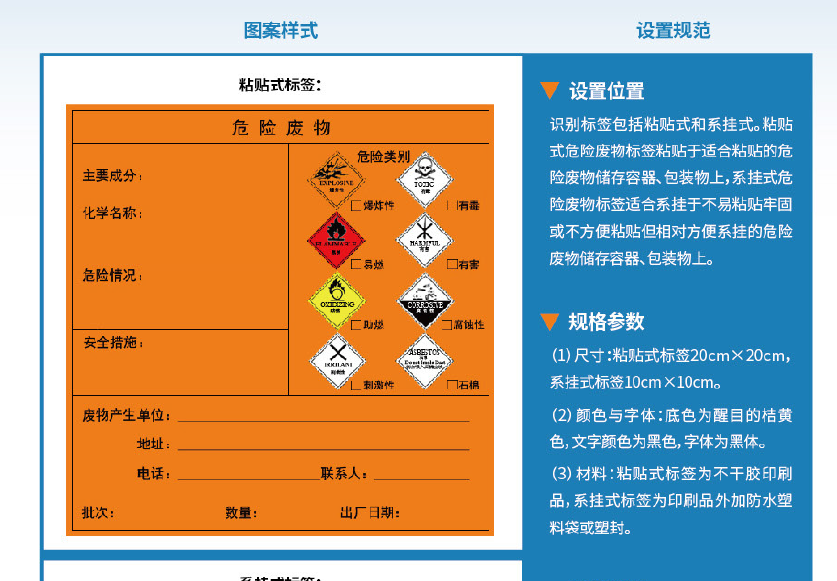 图案样式
设置规范
粘贴式标签：
危险废物
主要成分：
化学名称：
危险情况：
安全措施：
危险类别
EXPLOSIVE
爆炸性
TOXIC
有毒
有毒
易燃
HARMFUL
有害
有害
OXIDIZING
助燃
助燃
CORROSIVE
腐蚀性
腐蚀性
刺激性
ASBESTOS
石棉
废物产生单位：
地址：
电话：
联系人：
批次：
数量：
出厂日期：
设置位置
识别标签包括粘贴式和系挂式。粘贴
式危险废物标签粘贴于适合粘贴的危
险废物储存容器、包装物上，系挂式危
险废物标签适合系挂于不易粘贴牢固
或不方便粘贴但相对方便系挂的危险
废物储存容器、包装物上。
规格参数
（1）尺寸：粘贴式标签20cm×20cm，
系挂式标签10cm×10cm。
（2）颜色与字体：底色为醒目的桔黄
色，文字颜色为黑色，字体为黑体。
（3）材料：粘贴式标签为不干胶印刷
品，系挂式标签为印刷品外加防水塑
料袋或塑封。